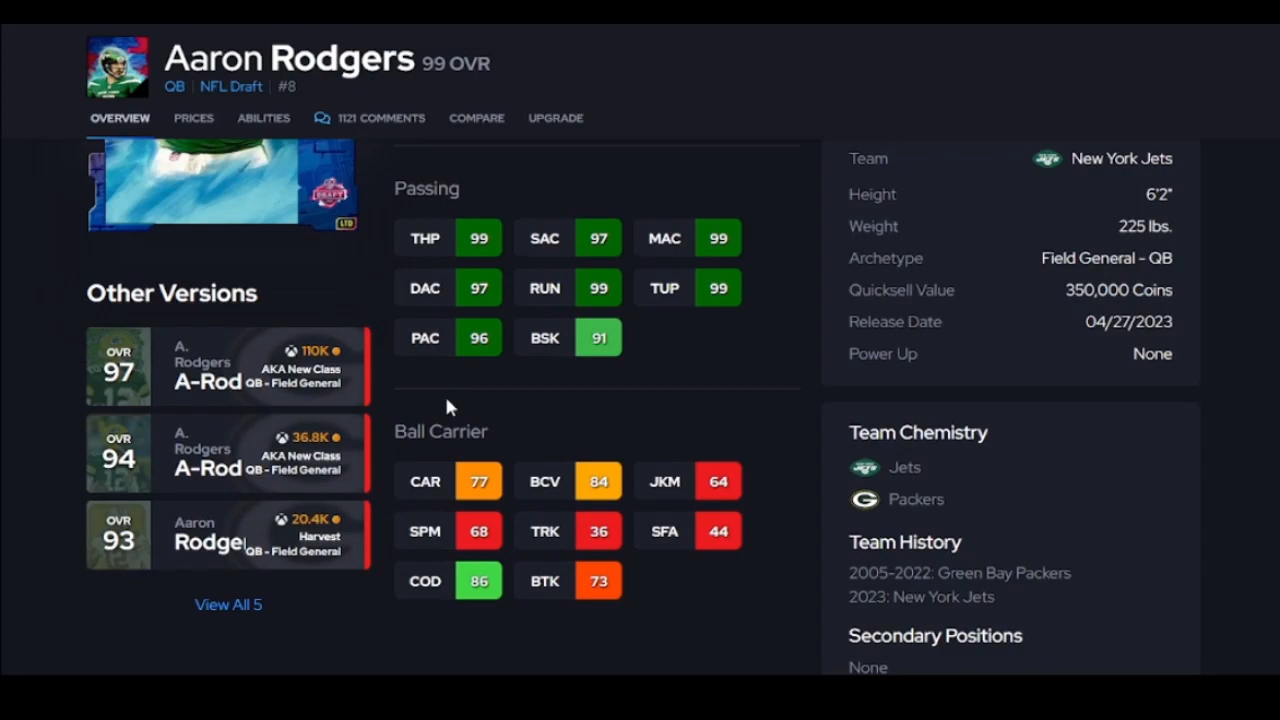 Aaron Rodgers 99 OVR
QB | NFL Draft | #8
OVERVIEW PRICES ABILITIES 1121 COMMENTS COMPARE UPGRADE
DRAFT
LTD
Other Versions
OVR
97
A.
Rodgers
A-Rod
110K
AKA New Class
QB - Field General
OVR
94
A.
Rodgers
A-Rod
36.8K
AKA New Class
QB - Field General
OVR
93
Aaron
Rodge
20.4K
Harvest
QB - Field General
View All 5
Passing
THP 99 SAC 97 MAC 99
DAC 97 RUN 99 TUP 99
PAC 96 BSK 91
Ball Carrier
CAR 77 BCV 84 JKM 64
SPM 68 TRK 36 SFA 44
COD 86 BTK 73
Team New York Jets
Height 6'2"
Weight 225 lbs.
Archetype Field General - QB
Quicksell Value 350,000 Coins
Release Date 04/27/2023
Power Up None
Team Chemistry
Jets
Packers
Team History
2005-2022: Green Bay Packers
2023: New York Jets
Secondary Positions
None